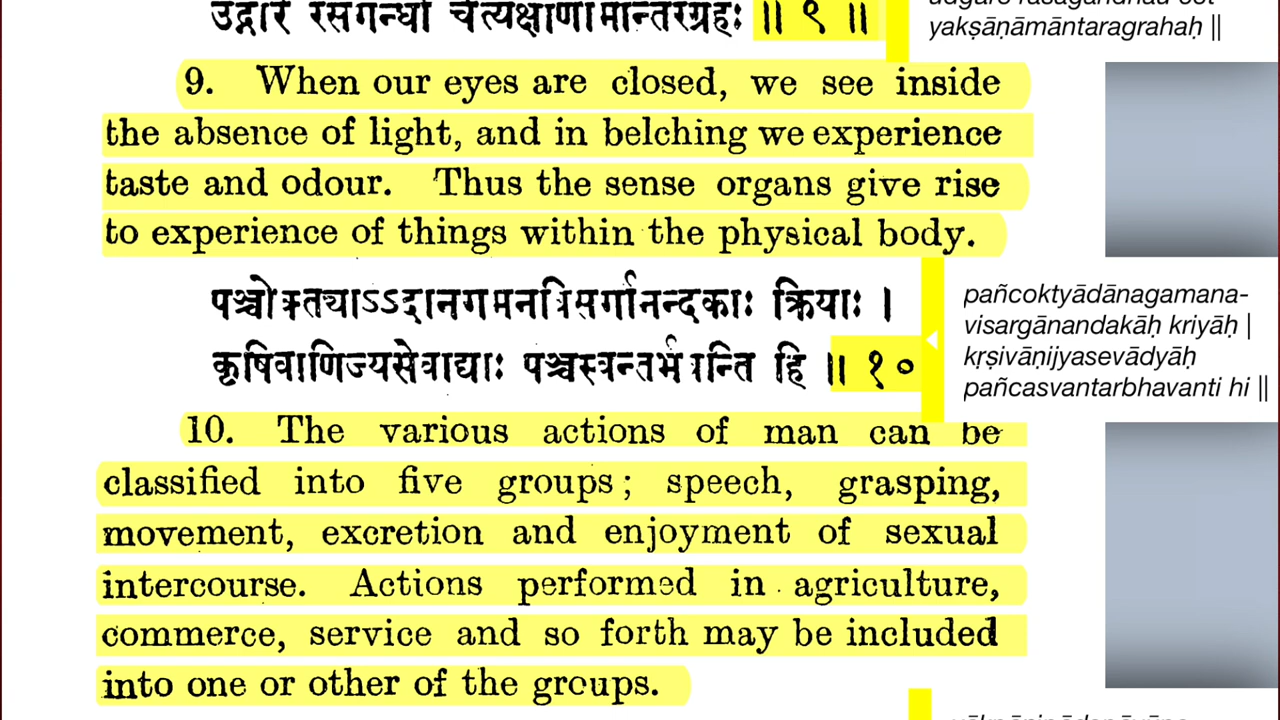 उद्गारे रसगन्धौ चेत्यक्षाणामान्तरग्रहः ॥ ९ ॥
yakṣāṇāmāntaragrahaḥ ||
9. When our eyes are closed, we see inside
the absence of light, and in belching we experience
taste and odour. Thus the sense organs give rise
to experience of things within the physical body.
पञ्चोक्तयाऽऽदानगमनविसर्गानन्दकाः क्रियाः ।
कृषिवाणिज्यसेवाद्याः पञ्चस्वन्तर्भवन्ति हि ॥ १०
pañcoktyādānagamana-
visargānandakāḥ kriyāḥ |
kṛṣivāṇijyasevādyāḥ
pañcasvantarbhavanti hi ||
10. The various actions of man can be
classified into five groups; speech, grasping,
movement, excretion and enjoyment of sexual
intercourse. Actions performed in agriculture,
commerce, service and so forth may be included
into one or other of the groups.